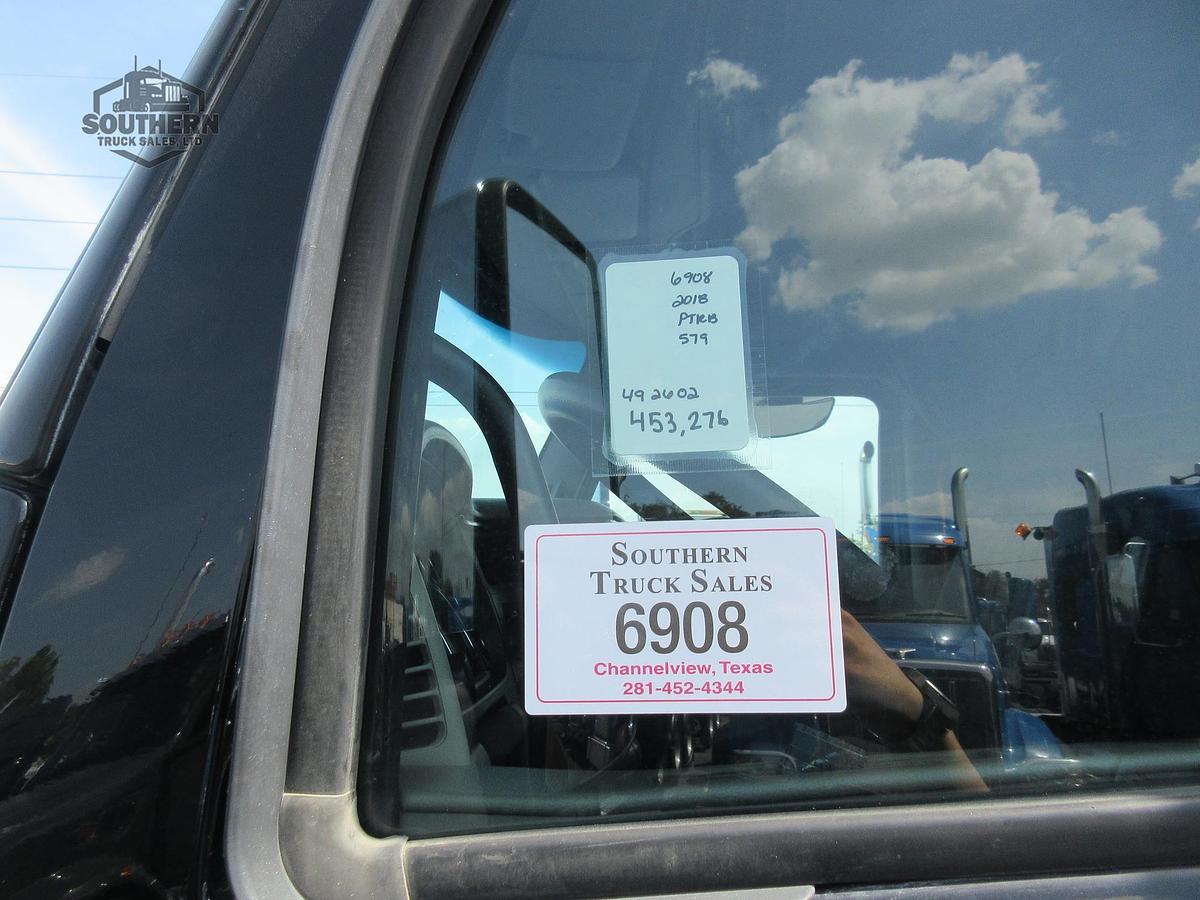 SOUTHERN
TRUCK SALES, LTD
6908
2018
PTRB
579
492602
453,276
SOUTHERN
TRUCK SALES
6908
Channelview, Texas
281-452-4344